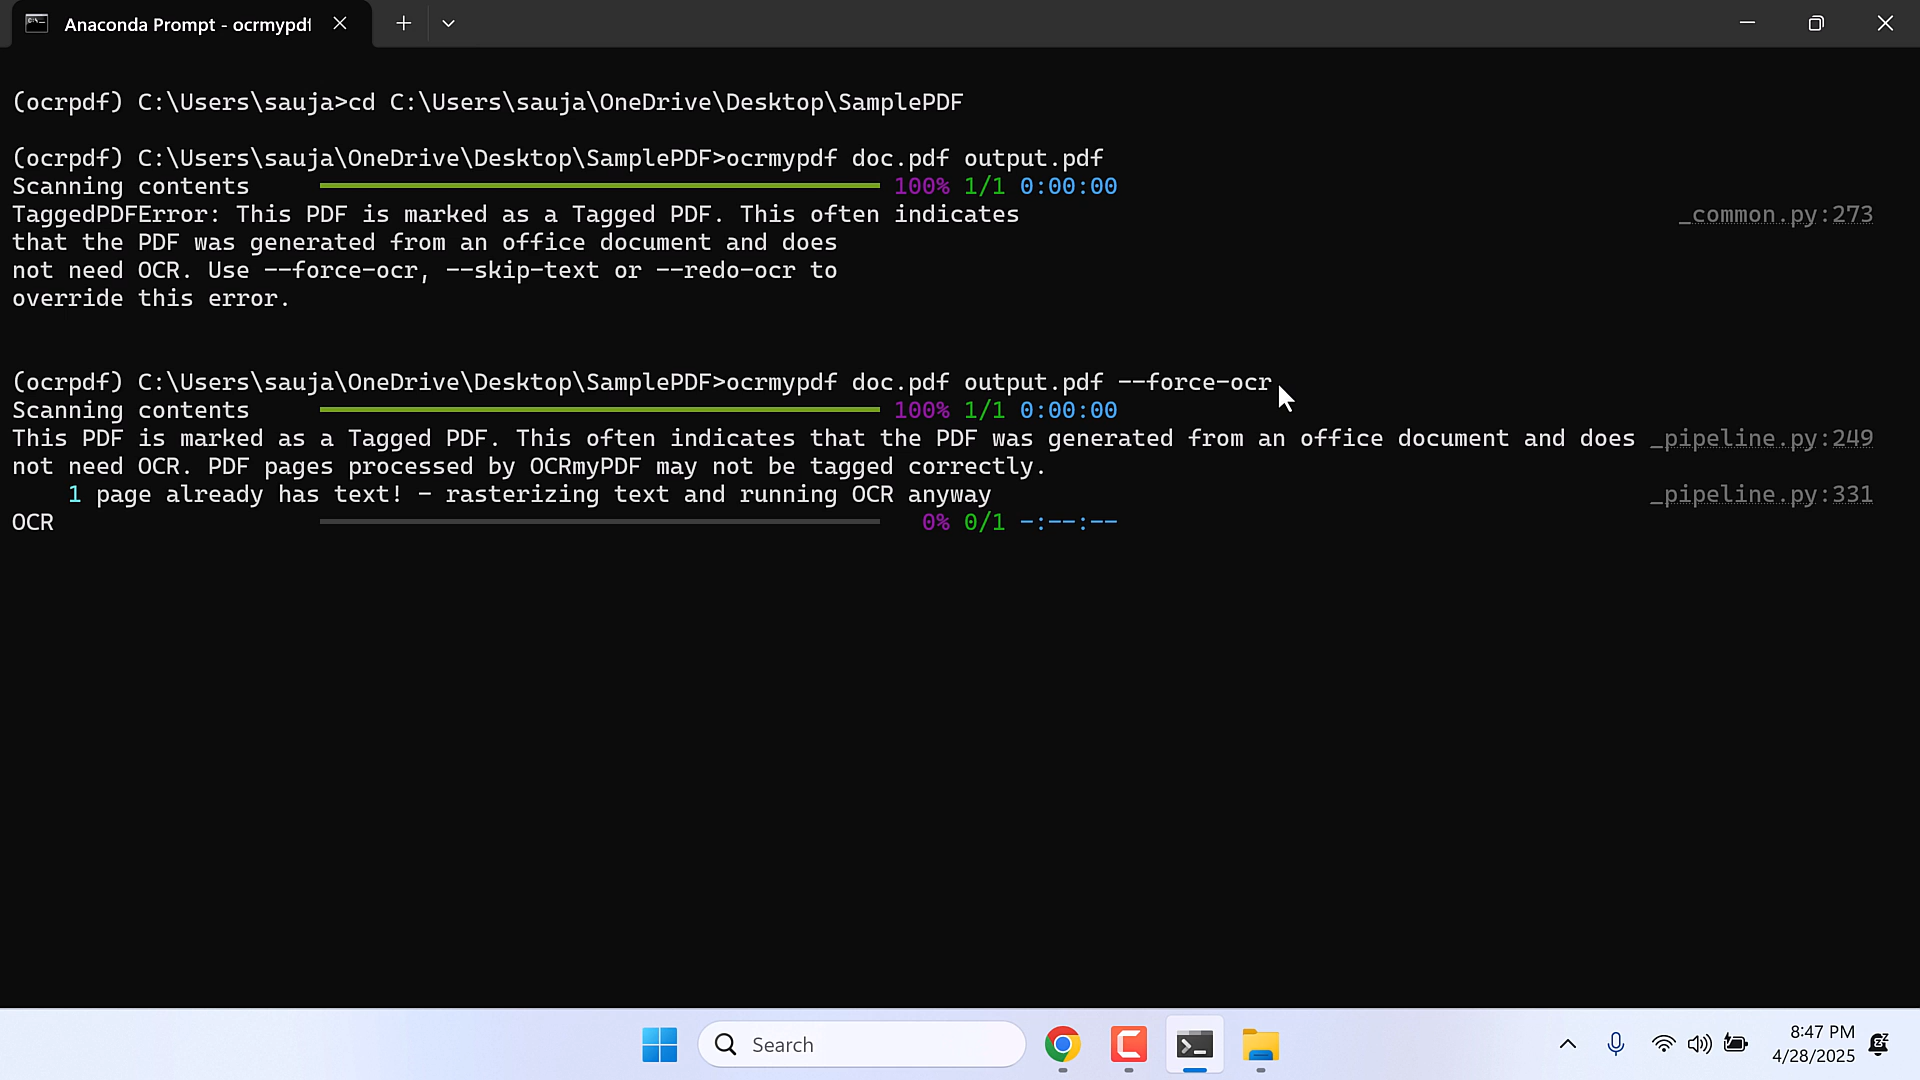 Anaconda Prompt - ocrmypdf
(ocrpdf) C:\Users\sauja>cd C:\Users\sauja\OneDrive\Desktop\SamplePDF
(ocrpdf) C:\Users\sauja\OneDrive\Desktop\SamplePDF>ocrmypdf doc.pdf output.pdf
Scanning contents 100% 1/1 0:00:00
TaggedPDFError: This PDF is marked as a Tagged PDF. This often indicates _common.py:273
that the PDF was generated from an office document and does
not need OCR. Use --force-ocr, --skip-text or --redo-ocr to
override this error.
(ocrpdf) C:\Users\sauja\OneDrive\Desktop\SamplePDF>ocrmypdf doc.pdf output.pdf --force-ocr
Scanning contents 100% 1/1 0:00:00
This PDF is marked as a Tagged PDF. This often indicates that the PDF was generated from an office document and does _pipeline.py:249
not need OCR. PDF pages processed by OCRmyPDF may not be tagged correctly.
1 page already has text! - rasterizing text and running OCR anyway _pipeline.py:331
OCR 0% 0/1 -:--:--
Search
8:47 PM
4/28/2025